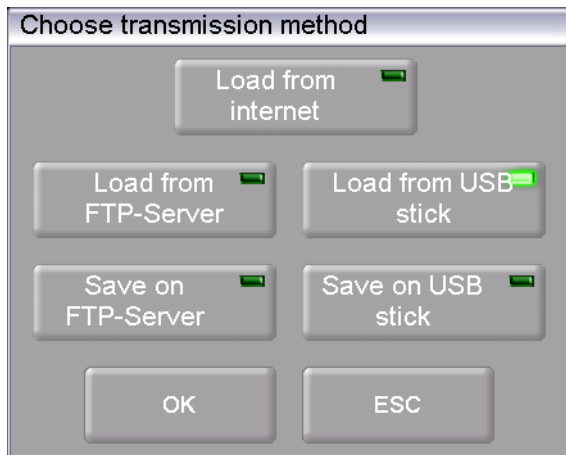 Choose transmission method
Load from
internet
Load from
FTP-Server
Load from USB
stick
Save on
FTP-Server
Save on USB
stick
OK
ESC